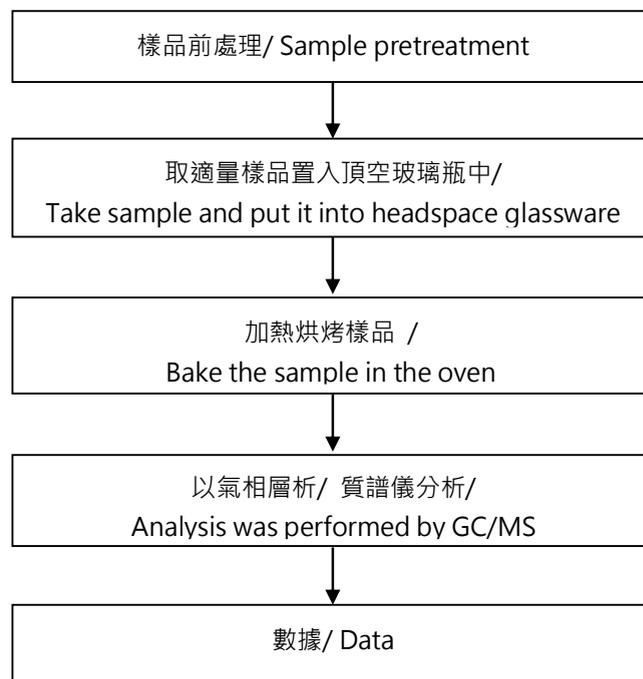 樣品前處理/ Sample pretreatment
取適量樣品置入頂空玻璃瓶中/
Take sample and put it into headspace glassware
加熱烘烤樣品 /
Bake the sample in the oven
以氣相層析/ 質譜儀分析/
Analysis was performed by GC/MS
數據/ Data